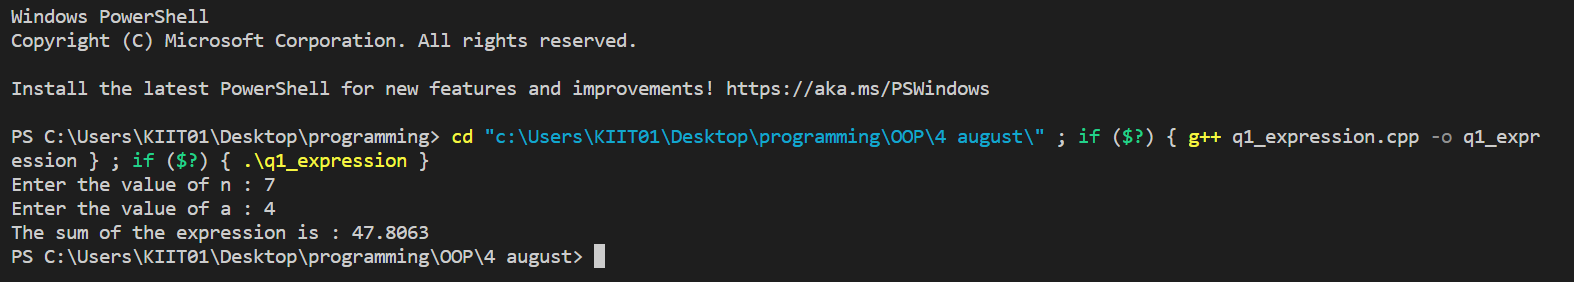 Windows PowerShell
Copyright (C) Microsoft Corporation. All rights reserved.
Install the latest PowerShell for new features and improvements! https://aka.ms/PSWindows
PS C:\Users\KIIT01\Desktop\programming> cd "c:\Users\KIIT01\Desktop\programming\OOP\4 august\" ; if ($?) { g++ q1_expression.cpp -o q1_expr
ession } ; if ($?) { .\q1_expression }
Enter the value of n : 7
Enter the value of a : 4
The sum of the expression is : 47.8063
PS C:\Users\KIIT01\Desktop\programming\OOP\4 august>